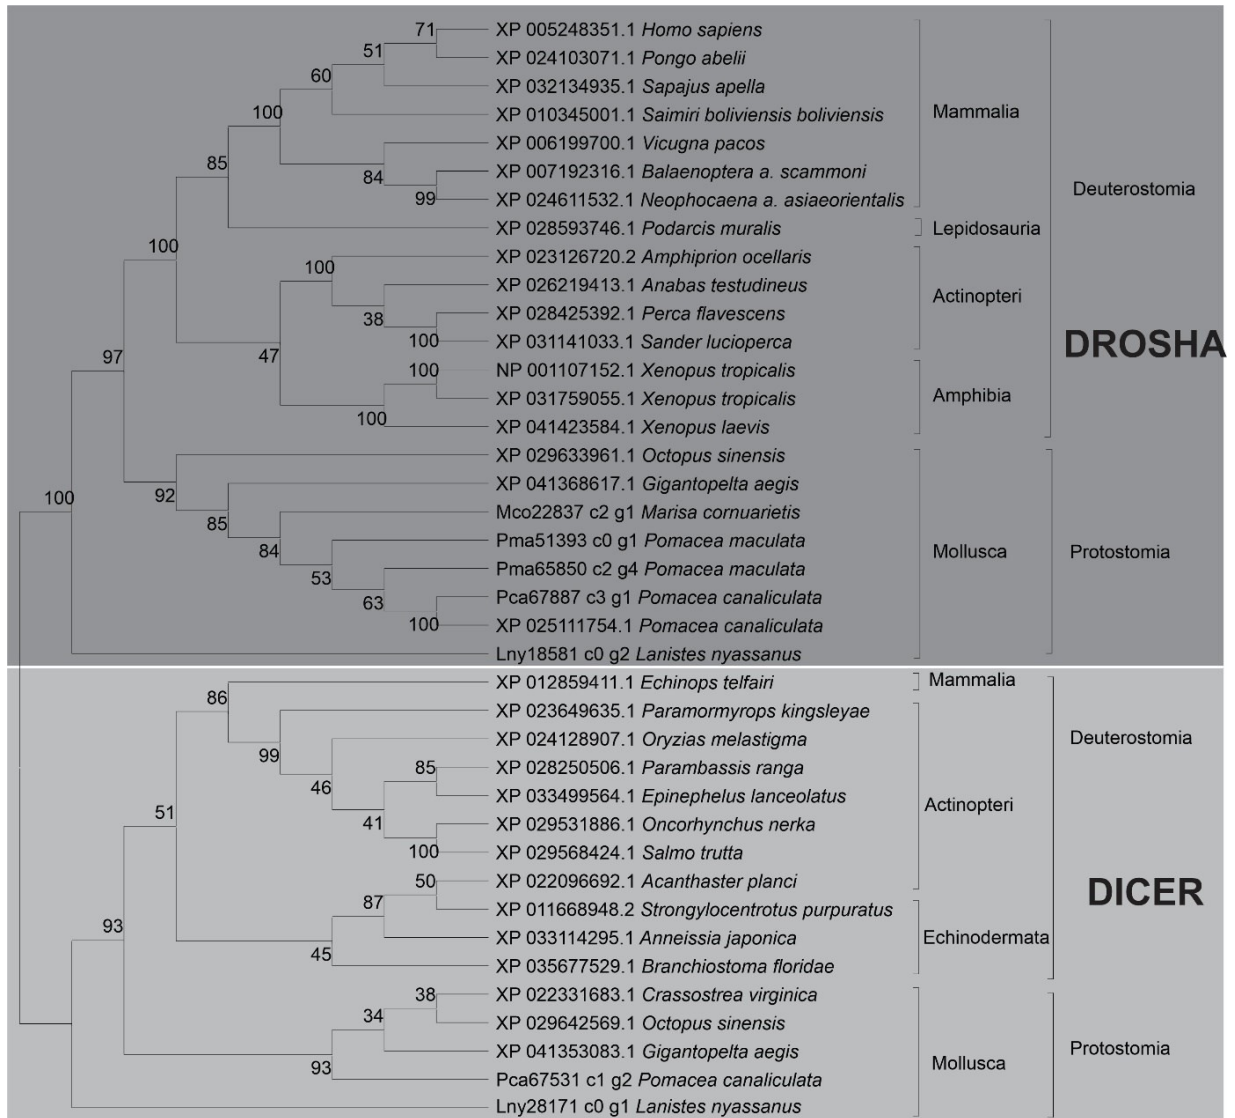 71
XP 005248351.1 Homo sapiens
51
XP 024103071.1 Pongo abelii
60
XP 032134935.1 Sapajus apella
100
XP 010345001.1 Saimiri boliviensis boliviensis
Mammalia
85
XP 006199700.1 Vicugna pacos
84
XP 007192316.1 Balaenoptera a. scammoni
99
XP 024611532.1 Neophocaena a. asiaeorientalis
Deuterostomia
XP 028593746.1 Podarcis muralis
Lepidosauria
100
XP 023126720.2 Amphiprion ocellaris
100
XP 026219413.1 Anabas testudineus
Actinopteri
38
XP 028425392.1 Perca flavescens
100
XP 031141033.1 Sander lucioperca
DROSHA
97
47
100
NP 001107152.1 Xenopus tropicalis
XP 031759055.1 Xenopus tropicalis
Amphibia
100
XP 041423584.1 Xenopus laevis
XP 029633961.1 Octopus sinensis
100
92
XP 041368617.1 Gigantopelta aegis
85
Mco22837 c2 g1 Marisa cornuarietis
84
Pma51393 c0 g1 Pomacea maculata
Mollusca
Protostomia
53
Pma65850 c2 g4 Pomacea maculata
63
Pca67887 c3 g1 Pomacea canaliculata
100
XP 025111754.1 Pomacea canaliculata
Lny18581 c0 g2 Lanistes nyassanus
86
XP 012859411.1 Echinops telfairi
Mammalia
XP 023649635.1 Paramormyrops kingsleyae
99
XP 024128907.1 Oryzias melastigma
Deuterostomia
46
85
XP 028250506.1 Parambassis ranga
XP 033499564.1 Epinephelus lanceolatus
Actinopteri
51
41
XP 029531886.1 Oncorhynchus nerka
100
XP 029568424.1 Salmo trutta
50
XP 022096692.1 Acanthaster planci
DICER
87
XP 011668948.2 Strongylocentrotus purpuratus
93
45
XP 033114295.1 Anneissia japonica
Echinodermata
XP 035677529.1 Branchiostoma floridae
38
XP 022331683.1 Crassostrea virginica
34
XP 029642569.1 Octopus sinensis
XP 041353083.1 Gigantopelta aegis
Mollusca
Protostomia
93
Pca67531 c1 g2 Pomacea canaliculata
Lny28171 c0 g1 Lanistes nyassanus